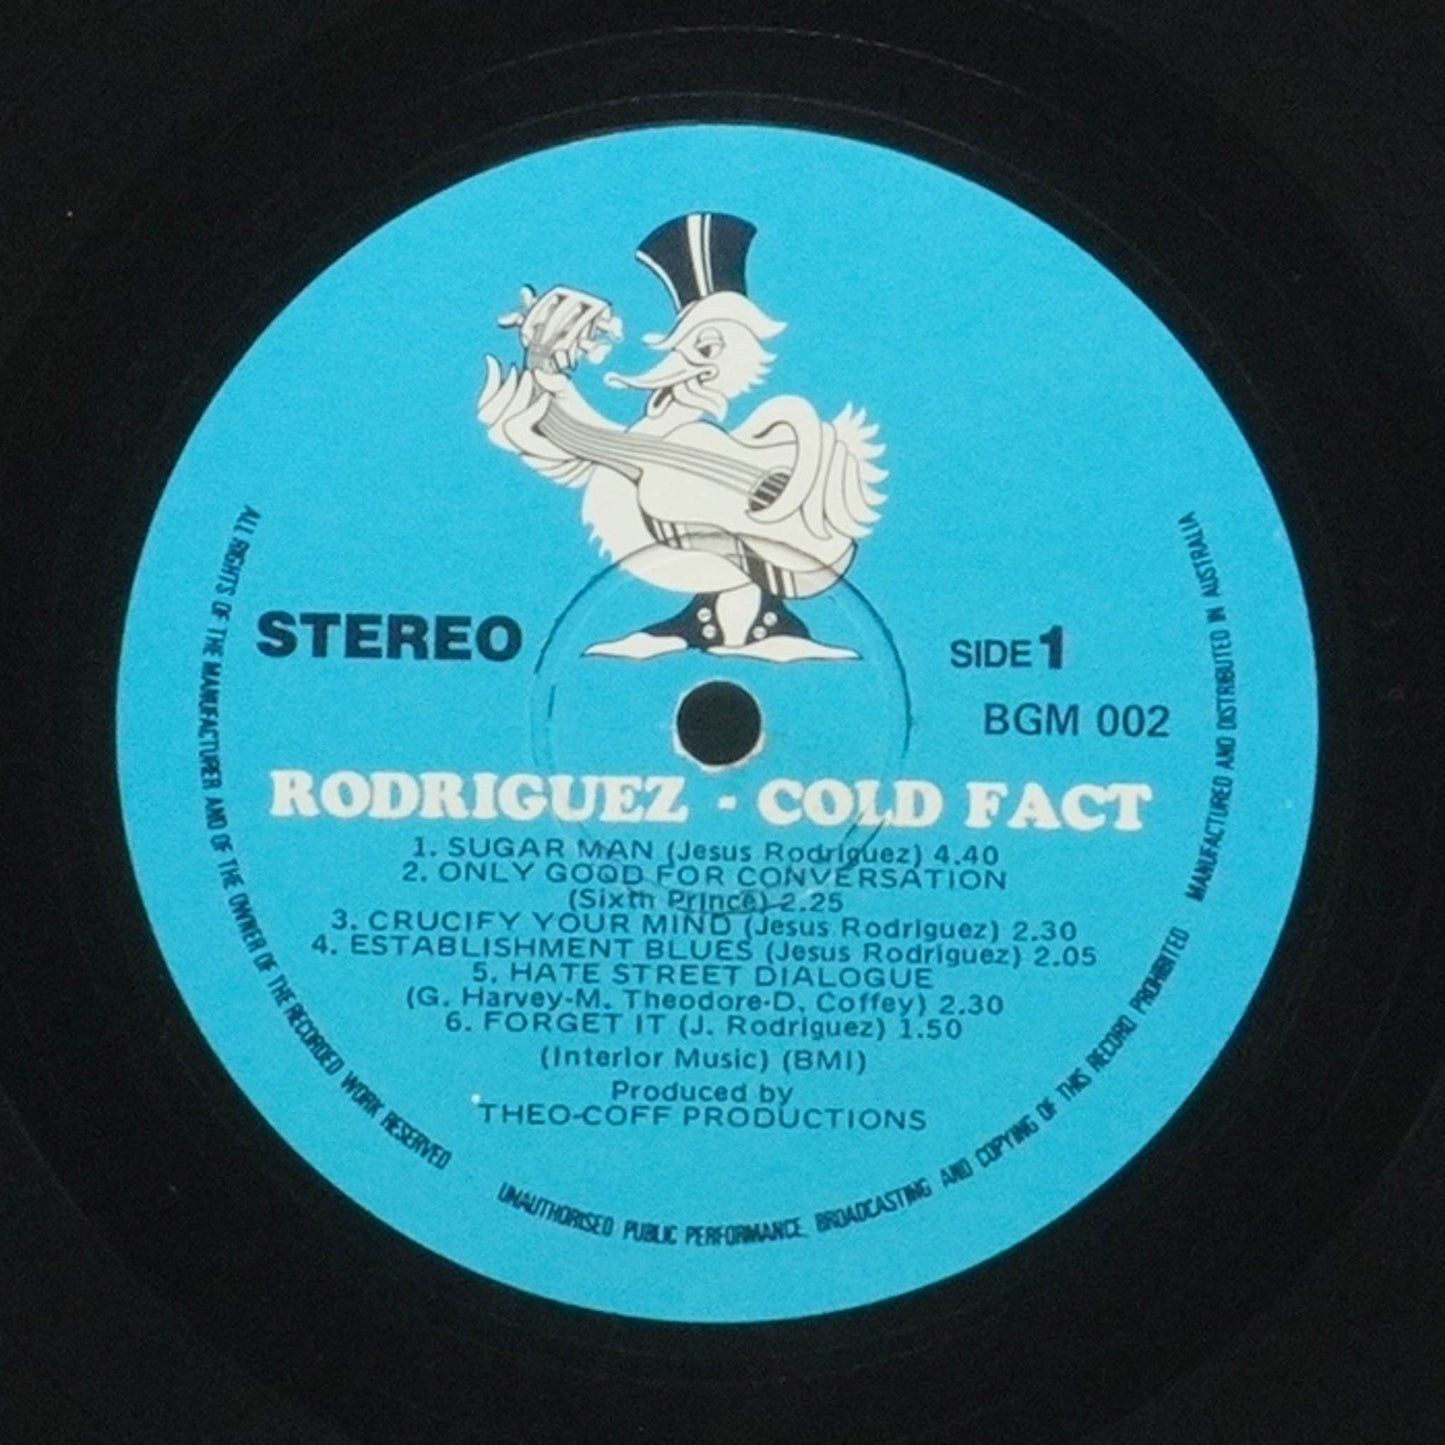 STEREO
SIDE 1
BGM 002
RODRIGUEZ - COLD FACT
1. SUGAR MAN (Jesus Rodriguez) 4.40
2. ONLY GOOD FOR CONVERSATION
(Sixth Prince) 2.25
3. CRUCIFY YOUR MIND (Jesus Rodriguez) 2.30
4. ESTABLISHMENT BLUES (Jesus Rodriguez) 2.05
5. HATE STREET DIALOGUE
(G. Harvey-M. Theodore-D. Coffey) 2.30
6. FORGET IT (J. Rodriguez) 1.50
(Interior Music) (BMI)
Produced by
THEO-COFF PRODUCTIONS
ALL RIGHTS OF THE MANUFACTURER AND OF THE OWNER OF THE RECORDED WORK RESERVED
UNAUTHORISED PUBLIC PERFORMANCE, BROADCASTING AND COPYING OF THIS RECORD PROHIBITED
MANUFACTURED AND DISTRIBUTED IN AUSTRALIA